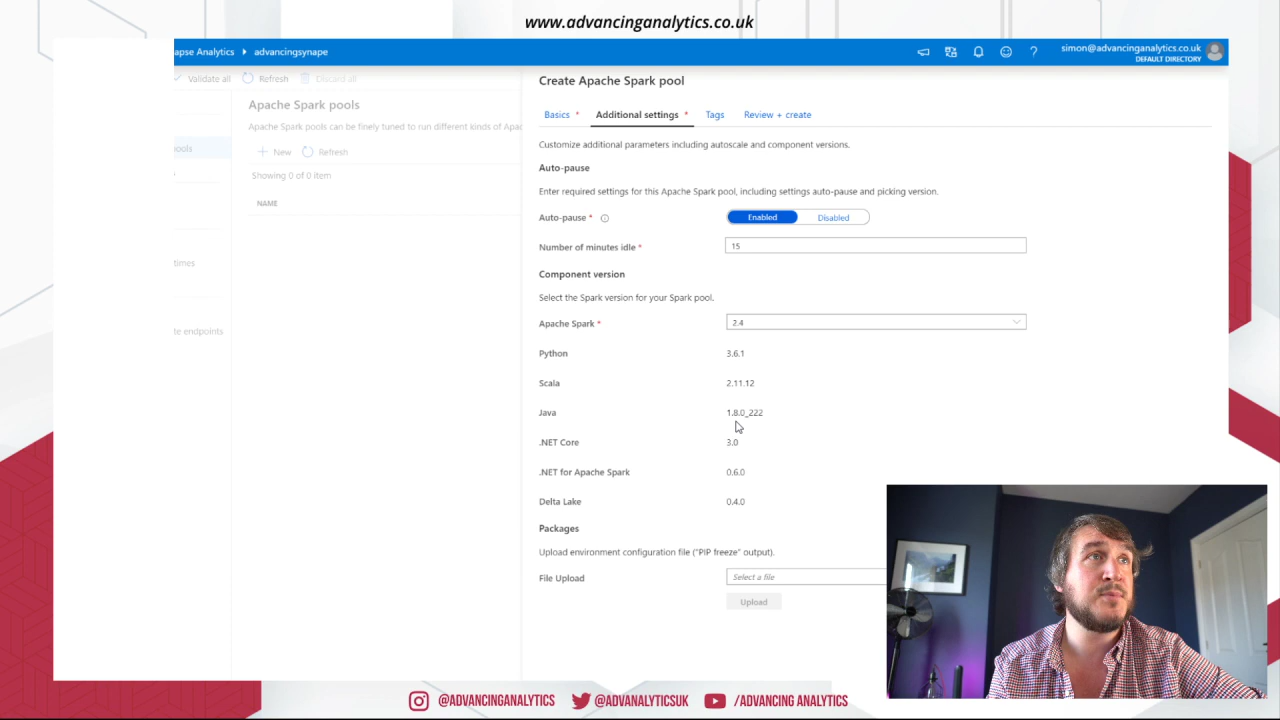 www.advancinganalytics.co.uk
apse Analytics advancingsynape
simon@advancinganalytics.co.uk
DEFAULT DIRECTORY
Validate all Refresh Discard all
Apache Spark pools
Apache Spark pools can be finely tuned to run different kinds of Apac
New Refresh
Showing 0 of 0 item
NAME
ools
times
te endpoints
Create Apache Spark pool
Basics * Additional settings * Tags Review + create
Customize additional parameters including autoscale and component versions.
Auto-pause
Enter required settings for this Apache Spark pool, including settings auto-pause and picking version.
Auto-pause * Enabled Disabled
Number of minutes idle * 15
Component version
Select the Spark version for your Spark pool.
Apache Spark * 2.4
Python 3.6.1
Scala 2.11.12
Java 1.8.0_222
.NET Core 3.0
.NET for Apache Spark 0.6.0
Delta Lake 0.4.0
Packages
Upload environment configuration file ("PIP freeze" output).
File Upload Select a file
Upload
@ADVANCINGANALYTICS @ADVANALYTICSUK /ADVANCING ANALYTICS